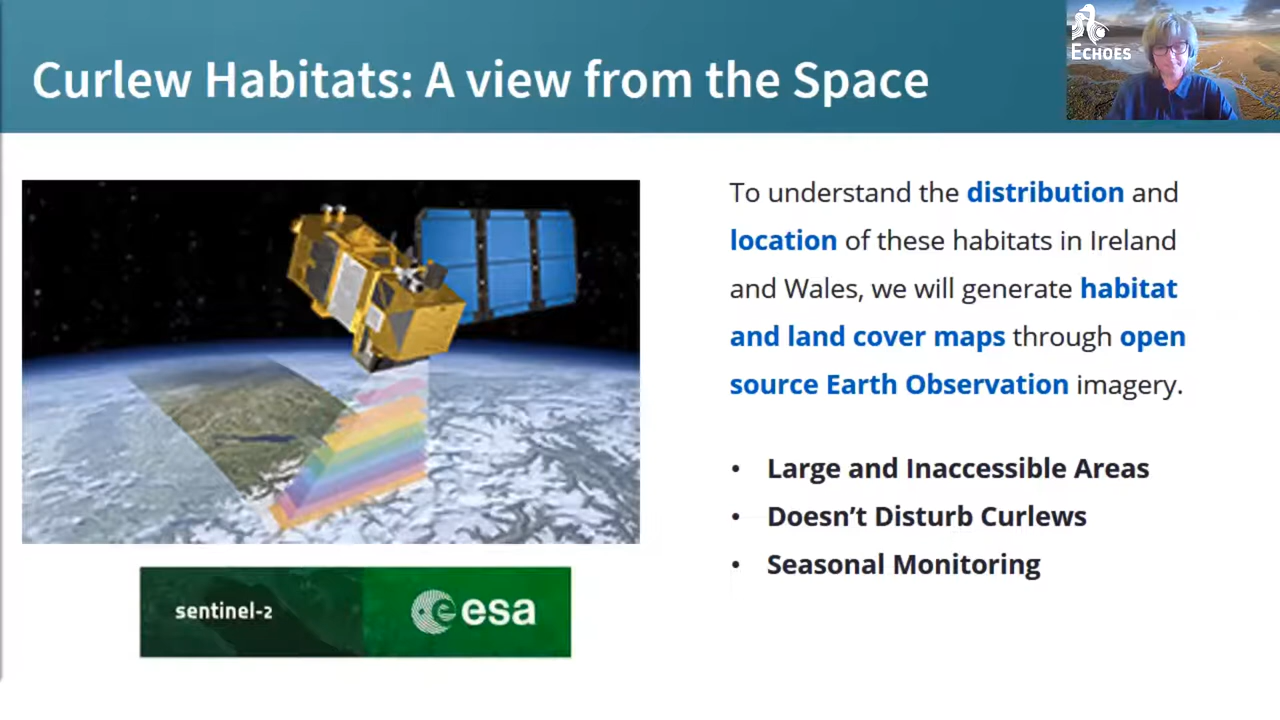 Curlew Habitats: A view from the Space
ECHOES
To understand the distribution and
location of these habitats in Ireland
and Wales, we will generate habitat
and land cover maps through open
source Earth Observation imagery.
• Large and Inaccessible Areas
• Doesn't Disturb Curlews
• Seasonal Monitoring
sentinel-2
esa